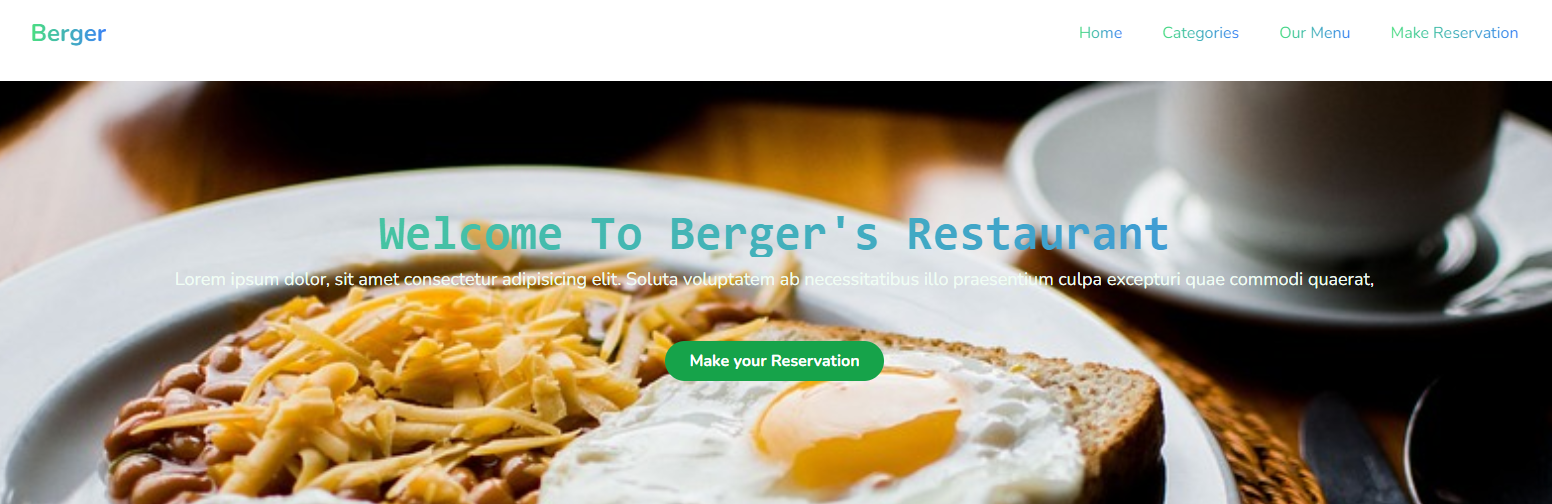 Berger
Home Categories Our Menu Make Reservation
Welcome To Berger's Restaurant
Lorem ipsum dolor, sit amet consectetur adipisicing elit. Soluta voluptatem ab necessitatibus illo praesentium culpa excepturi quae commodi quaerat,
Make your Reservation